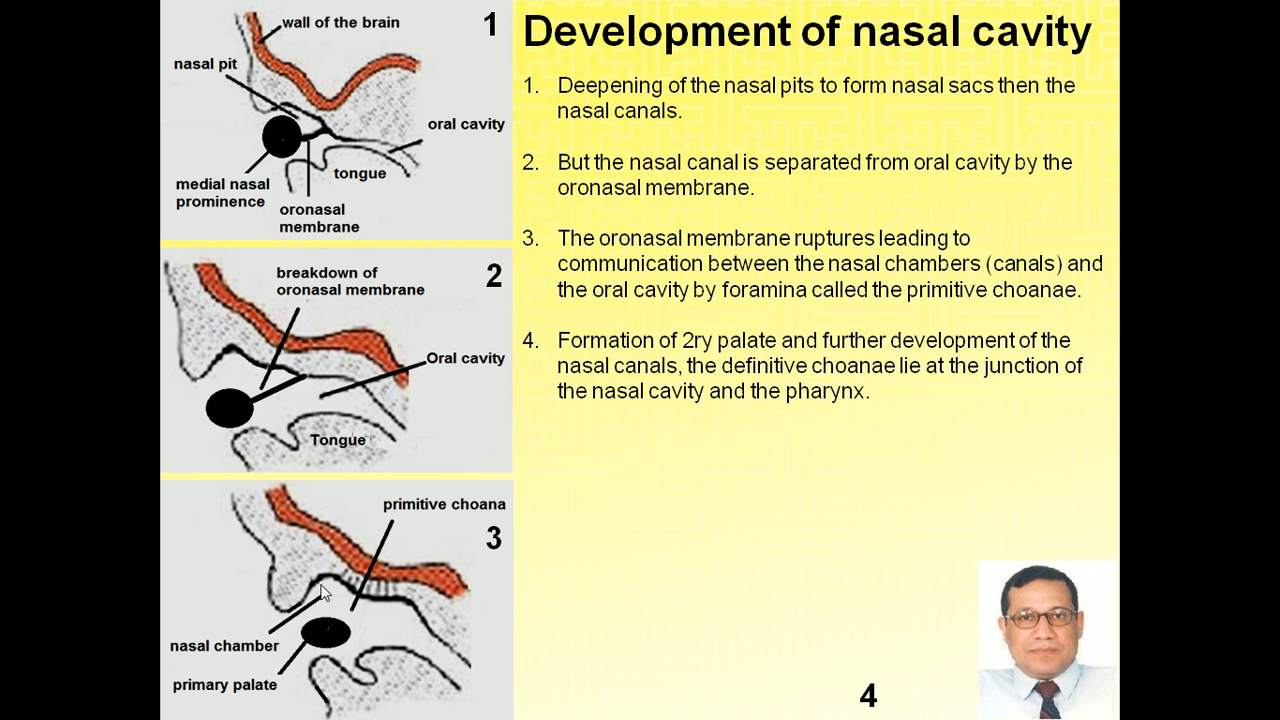 wall of the brain
1
nasal pit
oral cavity
tongue
medial nasal
prominence
oronasal
membrane
breakdown of
oronasal membrane
2
Oral cavity
Tongue
primitive choana
3
nasal chamber
primary palate
Development of nasal cavity
1. Deepening of the nasal pits to form nasal sacs then the
nasal canals.
2. But the nasal canal is separated from oral cavity by the
oronasal membrane.
3. The oronasal membrane ruptures leading to
communication between the nasal chambers (canals) and
the oral cavity by foramina called the primitive choanae.
4. Formation of 2ry palate and further development of the
nasal canals, the definitive choanae lie at the junction of
the nasal cavity and the pharynx.
4